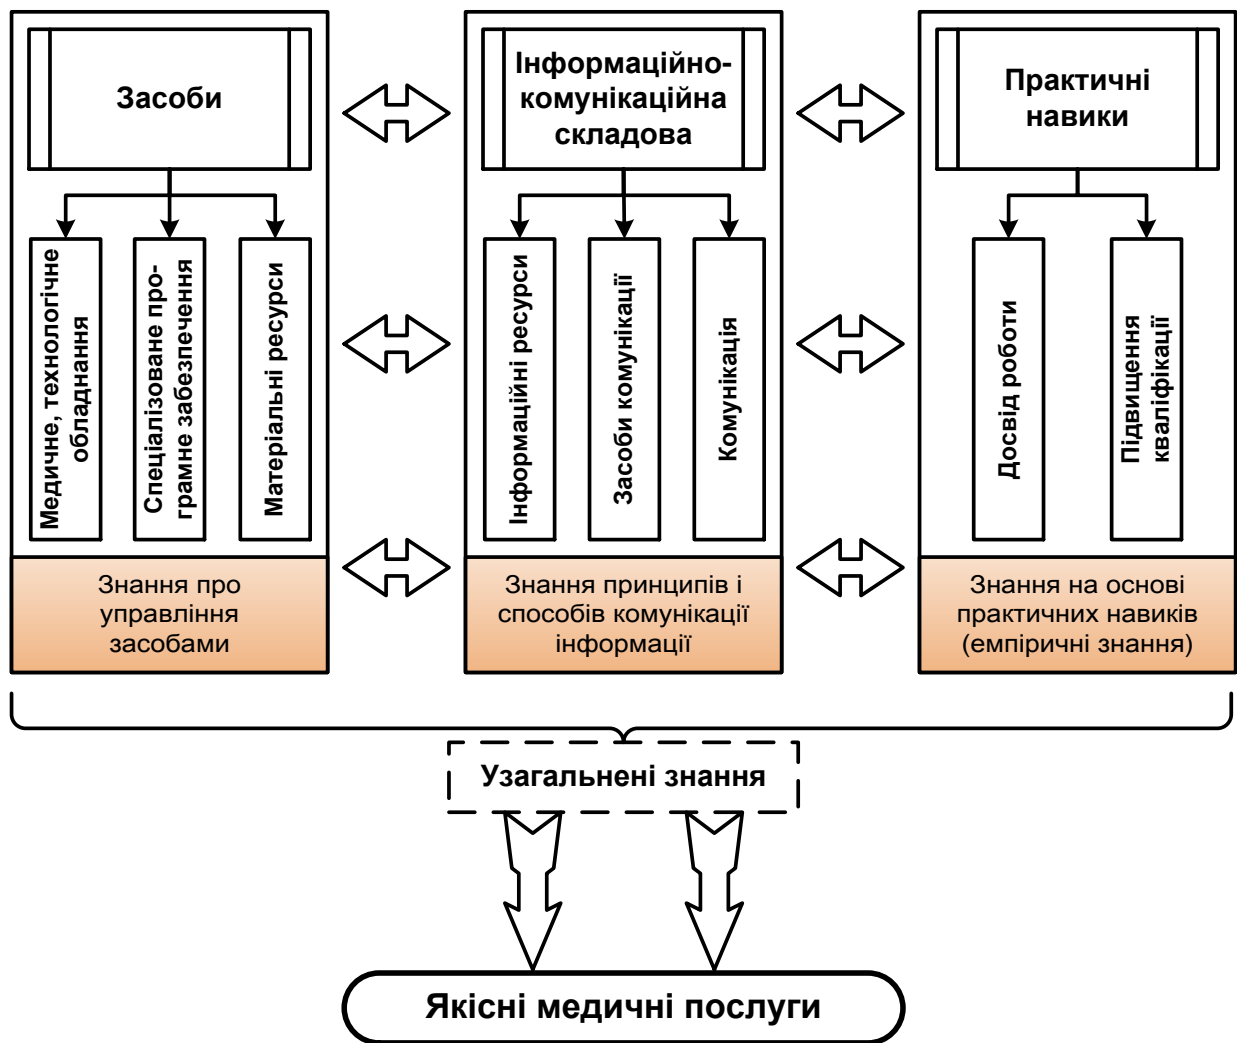 Засоби
Інформаційно-
комунікаційна
складова
Практичні
навики
Медичне, технологічне
обладнання
Спеціалізоване про-
грамне забезпечення
Матеріальні ресурси
Інформаційні ресурси
Засоби комунікації
Комунікація
Досвід роботи
Підвищення
кваліфікації
Знання про
управління
засобами
Знання принципів і
способів комунікації
інформації
Знання на основі
практичних навиків
(емпіричні знання)
Узагальнені знання
Якісні медичні послуги